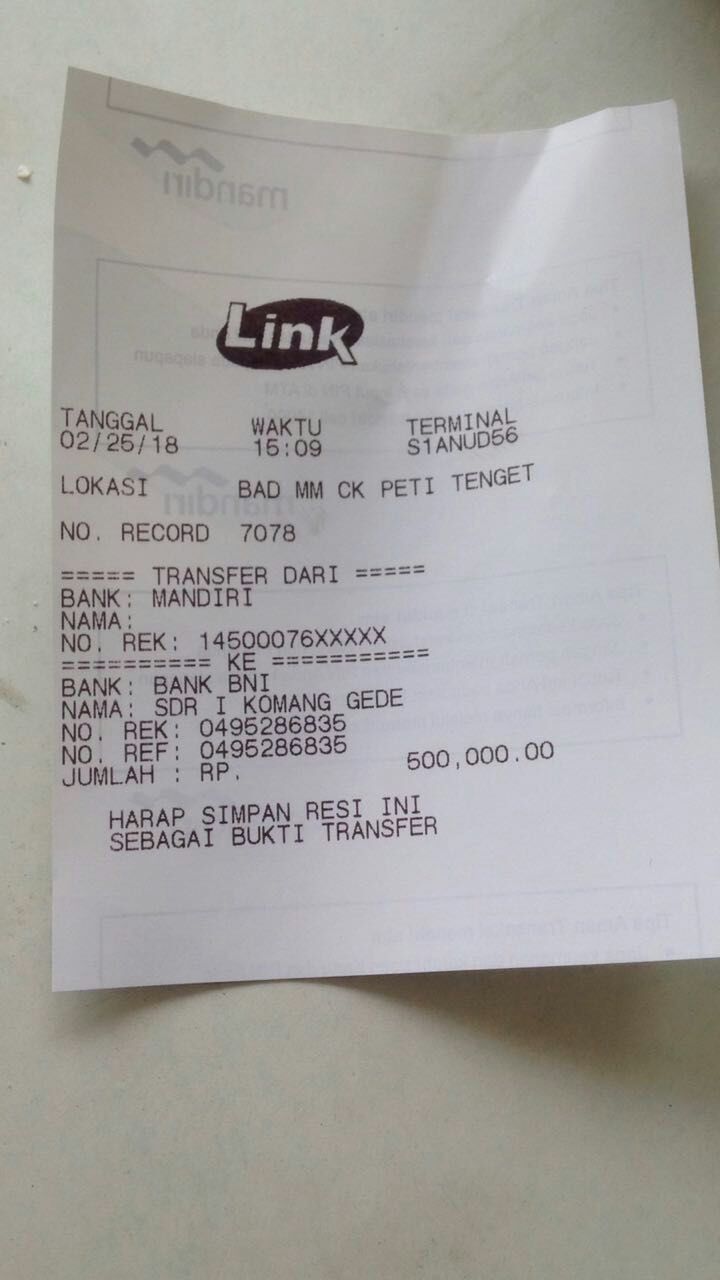 mandiri
Link
TANGGAL WAKTU TERMINAL
02/25/18 15:09 S1ANUD56
LOKASI BAD MM CK PETI TENGET
NO. RECORD 7078
===== TRANSFER DARI =====
BANK: MANDIRI
NAMA:
NO. REK: 14500076XXXXX
========== KE ===========
BANK: BANK BNI
NAMA: SDR I KOMANG GEDE
NO. REK: 0495286835
NO. REF: 0495286835
JUMLAH : RP. 500,000.00
HARAP SIMPAN RESI INI
SEBAGAI BUKTI TRANSFER